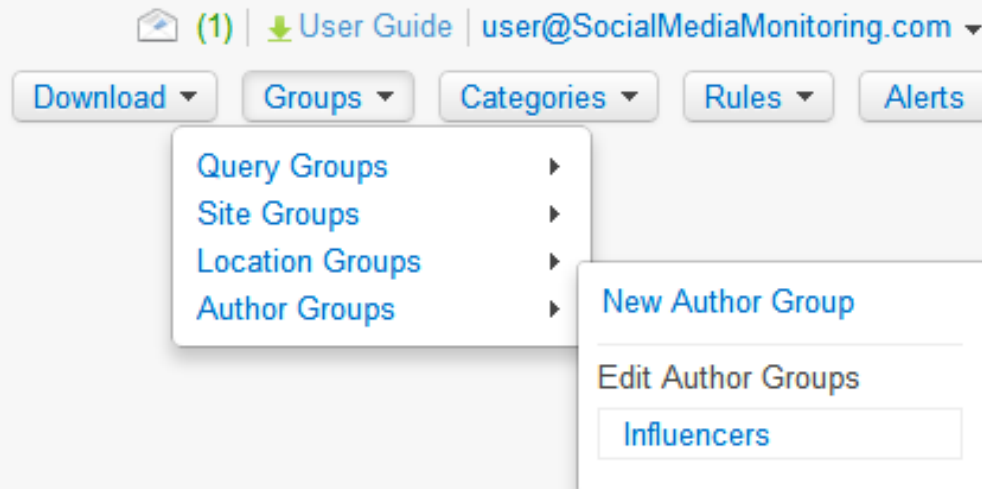 (1) User Guide user@SocialMediaMonitoring.com
Download Groups Categories Rules Alerts
Query Groups
Site Groups
Location Groups
Author Groups
New Author Group
Edit Author Groups
Influencers